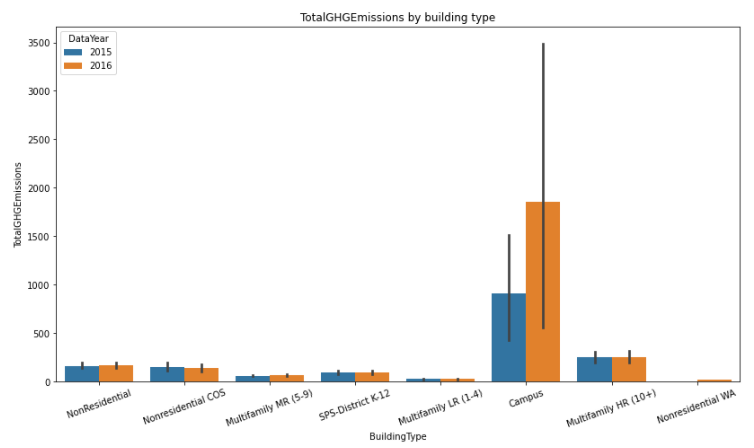 TotalGHGEmissions by building type
DataYear
2015
2016
3500
3000
2500
2000
1500
1000
500
0
TotalGHGEmissions
NonResidential
Nonresidential COS
Multifamily MR (5-9)
SPS-District K-12
Multifamily LR (1-4)
Campus
Multifamily HR (10+)
Nonresidential WA
BuildingType